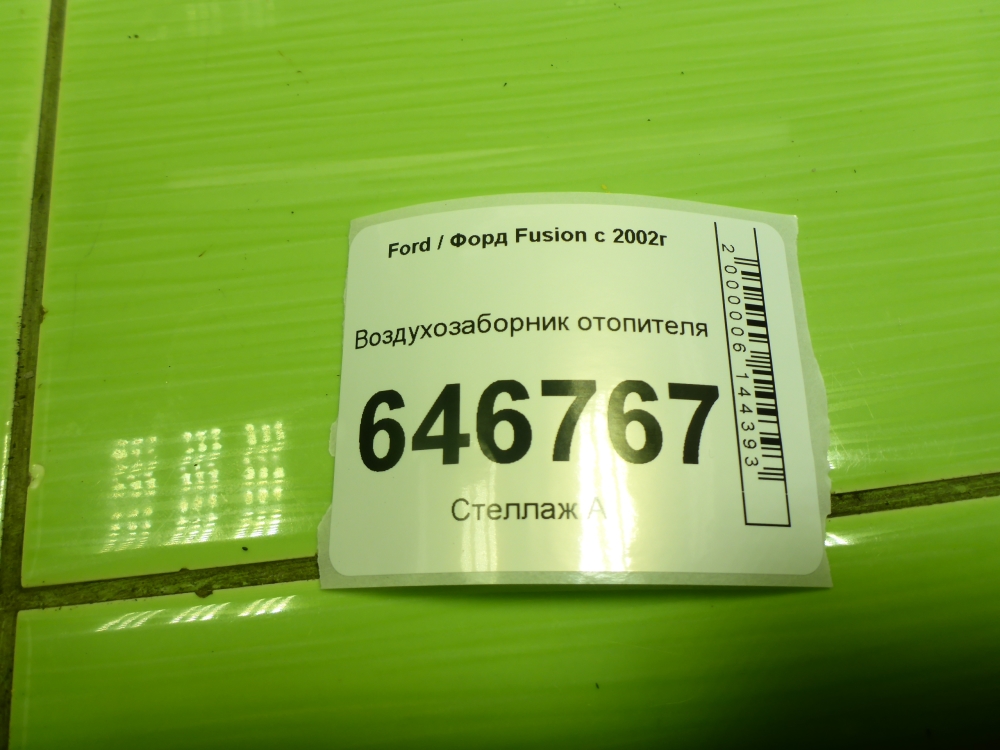 Ford / Форд Fusion с 2002г
Воздухозаборник отопителя
646767
Стеллаж А
2000006144393